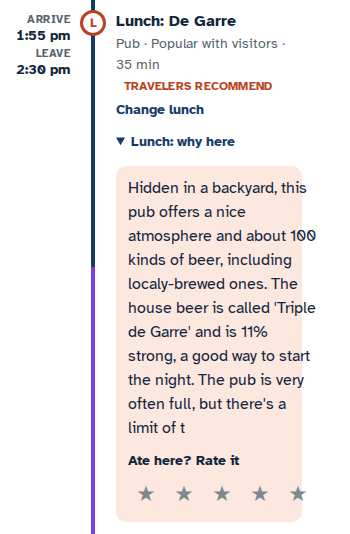 ARRIVE
1:55 pm
LEAVE
2:30 pm
L
Lunch: De Garre
Pub · Popular with visitors ·
35 min
TRAVELERS RECOMMEND
Change lunch
▼ Lunch: why here
Hidden in a backyard, this
pub offers a nice
atmosphere and about 100
kinds of beer, including
localy-brewed ones. The
house beer is called 'Triple
de Garre' and is 11%
strong, a good way to start
the night. The pub is very
often full, but there's a
limit of t
Ate here? Rate it
★ ★ ★ ★ ★